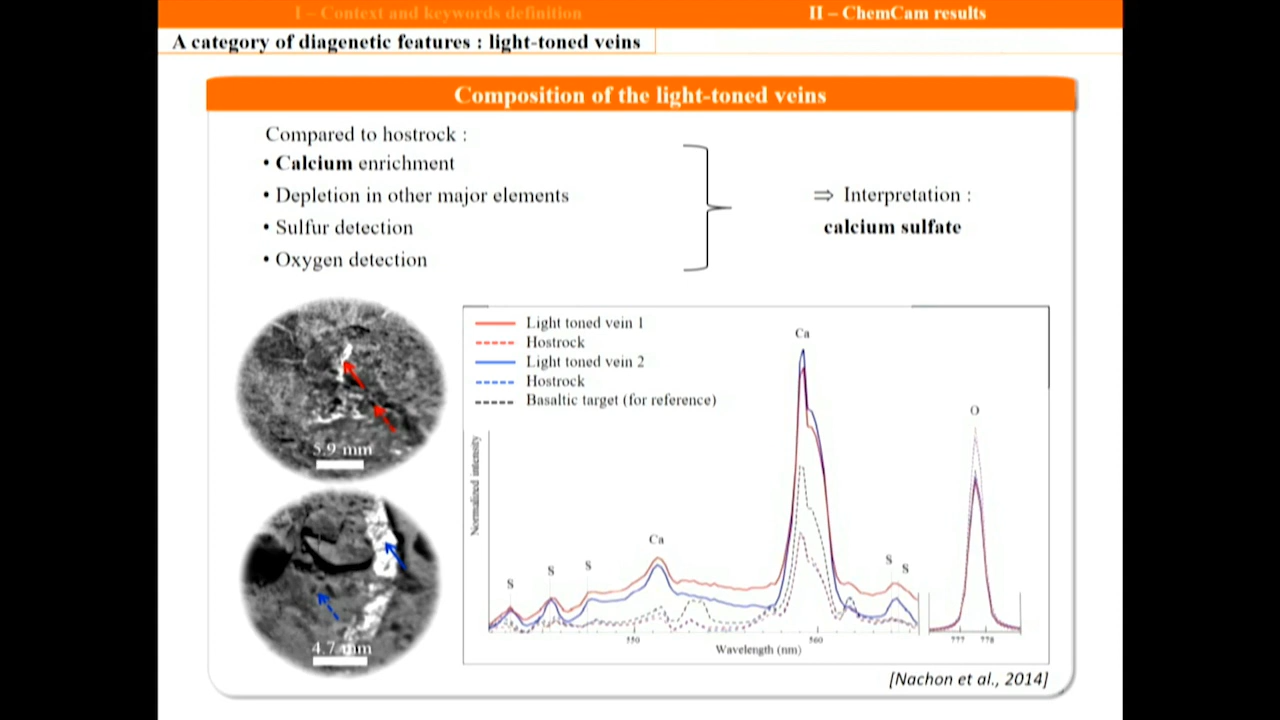 I – Context and keywords definition
II – ChemCam results
A category of diagenetic features : light-toned veins
Composition of the light-toned veins
Compared to hostrock :
• Calcium enrichment
• Depletion in other major elements
• Sulfur detection
• Oxygen detection
⇒ Interpretation :
calcium sulfate
5.9 mm
4.7 mm
Light toned vein 1
Hostrock
Light toned vein 2
Hostrock
Basaltic target (for reference)
Normalized intensity
S
S
S
Ca
Ca
S
S
O
550
560
777
778
Wavelength (nm)
[Nachon et al., 2014]